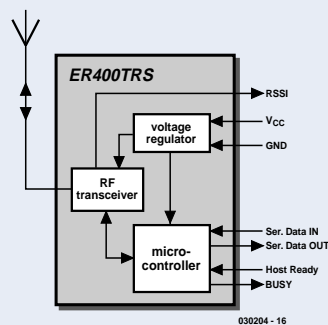 ER400TRS
RSSI
voltage
regulator
VCC
GND
RF
transceiver
micro-
controller
Ser. Data IN
Ser. Data OUT
Host Ready
BUSY
030204 - 16